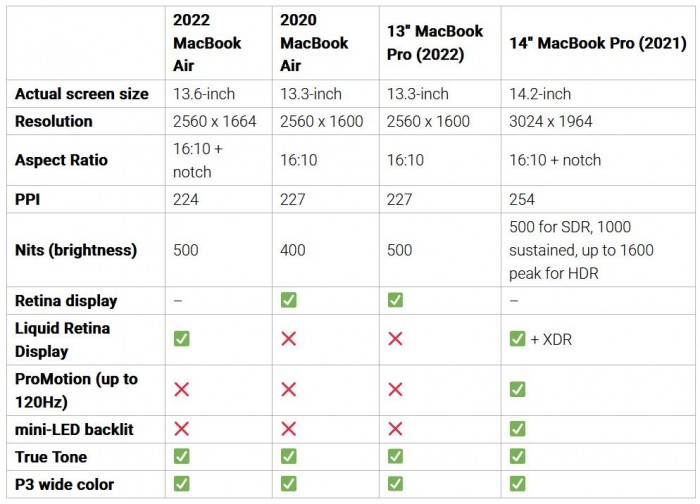 2022 MacBook Air 2020 MacBook Air 13" MacBook Pro (2022) 14" MacBook Pro (2021)
Actual screen size 13.6-inch 13.3-inch 13.3-inch 14.2-inch
Resolution 2560 x 1664 2560 x 1600 2560 x 1600 3024 x 1964
Aspect Ratio 16:10 + notch 16:10 16:10 16:10 + notch
PPI 224 227 227 254
Nits (brightness) 500 400 500 500 for SDR, 1000 sustained, up to 1600 peak for HDR
Retina display – ✅ ✅ –
Liquid Retina Display ✅ ❌ ❌ ✅ + XDR
ProMotion (up to 120Hz) ❌ ❌ ❌ ✅
mini-LED backlit ❌ ❌ ❌ ✅
True Tone ✅ ✅ ✅ ✅
P3 wide color ✅ ✅ ✅ ✅